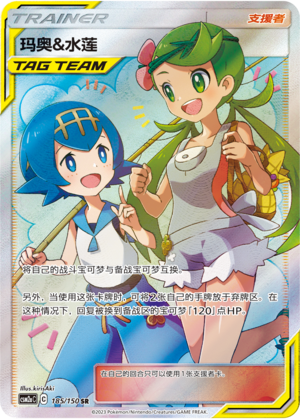 TRAINER
支援者
玛奥&水莲
TAG TEAM
将自己的战斗宝可梦与备战宝可梦互换。
另外，当使用这张卡牌时，可将2张自己的手牌放于弃牌区。在
这种情况下，回复被换到备战区的宝可梦「120」点HP。
Illus.kirisAki
在自己的回合只可以使用1张支援者卡。
CSM2aC C 185/150 SR
©2023 Pokémon/Nintendo/Creatures/GAME FREAK.